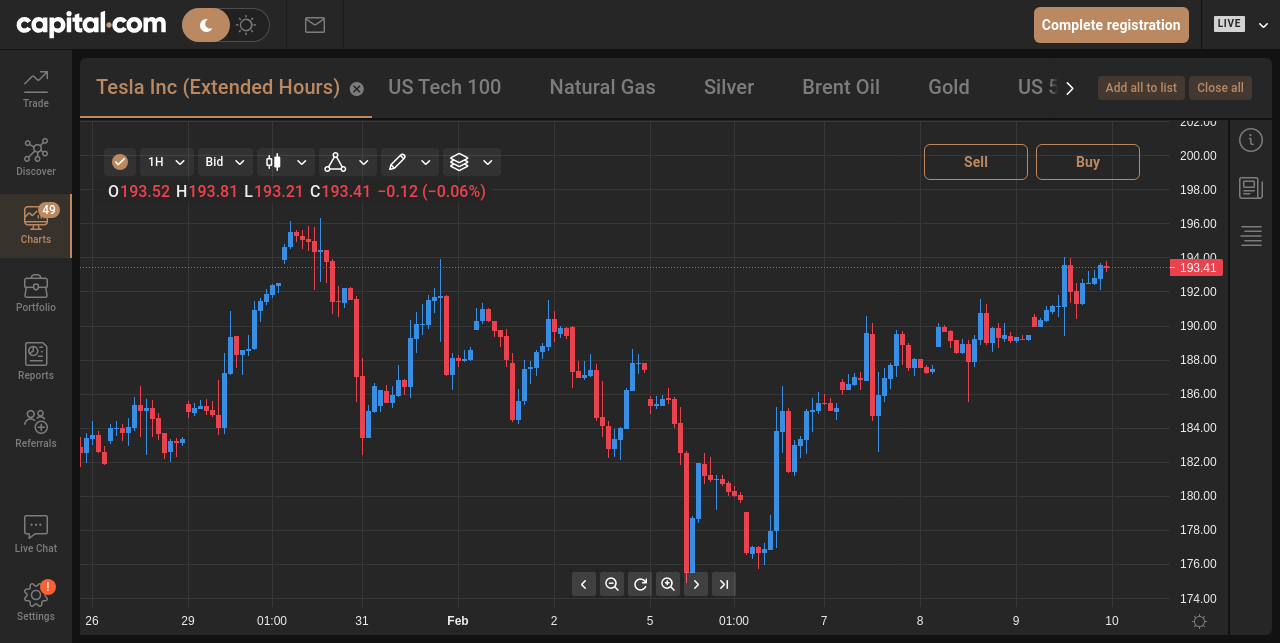 capital.com
Complete registration
LIVE
Trade
Discover
49
Charts
Portfolio
Reports
Referrals
Live Chat
!
Settings
Tesla Inc (Extended Hours)
US Tech 100
Natural Gas
Silver
Brent Oil
Gold
US 5
Add all to list
Close all
1H
Bid
Sell
Buy
O193.52 H193.81 L193.21 C193.41 −0.12 (−0.06%)
202.00
200.00
198.00
196.00
194.00
193.41
192.00
190.00
188.00
186.00
184.00
182.00
180.00
178.00
176.00
174.00
26 29 01:00 31 Feb 2 5 01:00 7 8 9 10